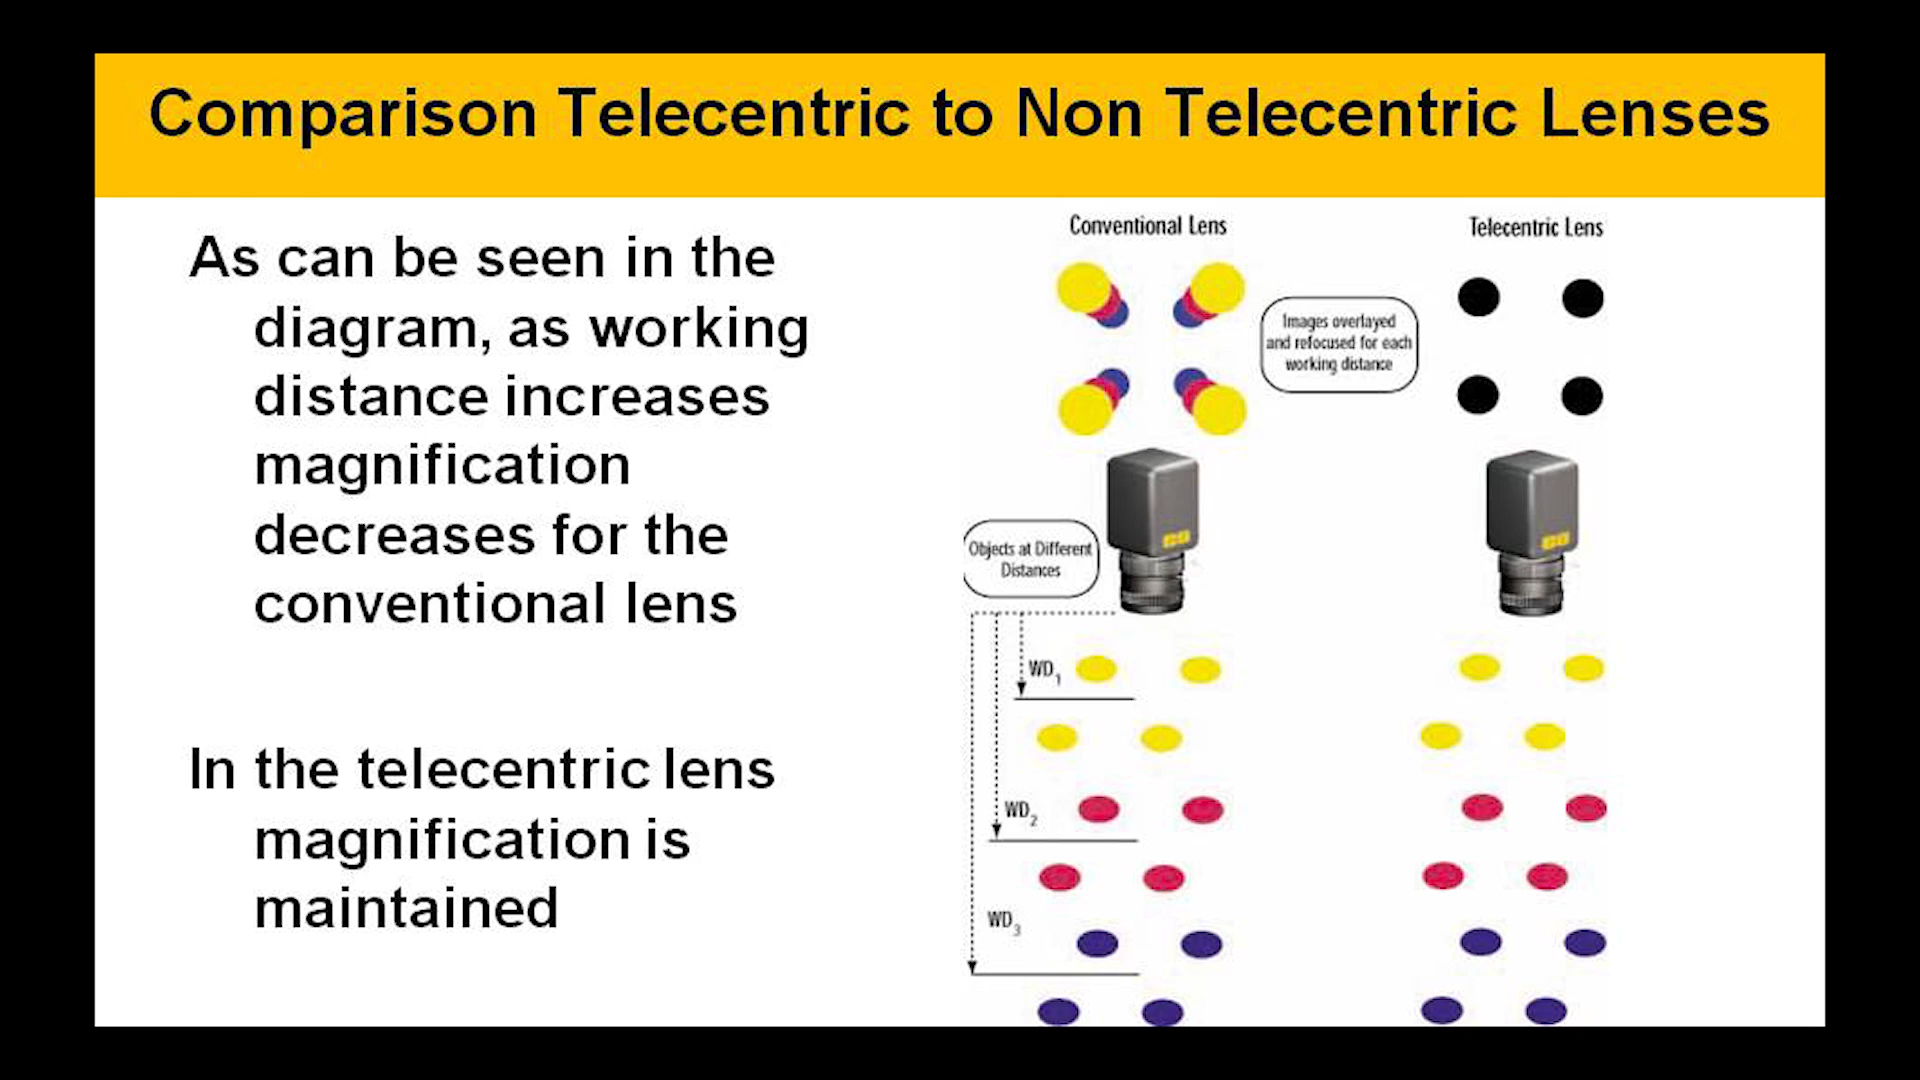 Comparison Telecentric to Non Telecentric Lenses
As can be seen in the
diagram, as working
distance increases
magnification
decreases for the
conventional lens
In the telecentric lens
magnification is
maintained
Conventional Lens
Telecentric Lens
Images overlayed
and refocused for each
working distance
Objects at Different
Distances
WD1
WD2
WD3